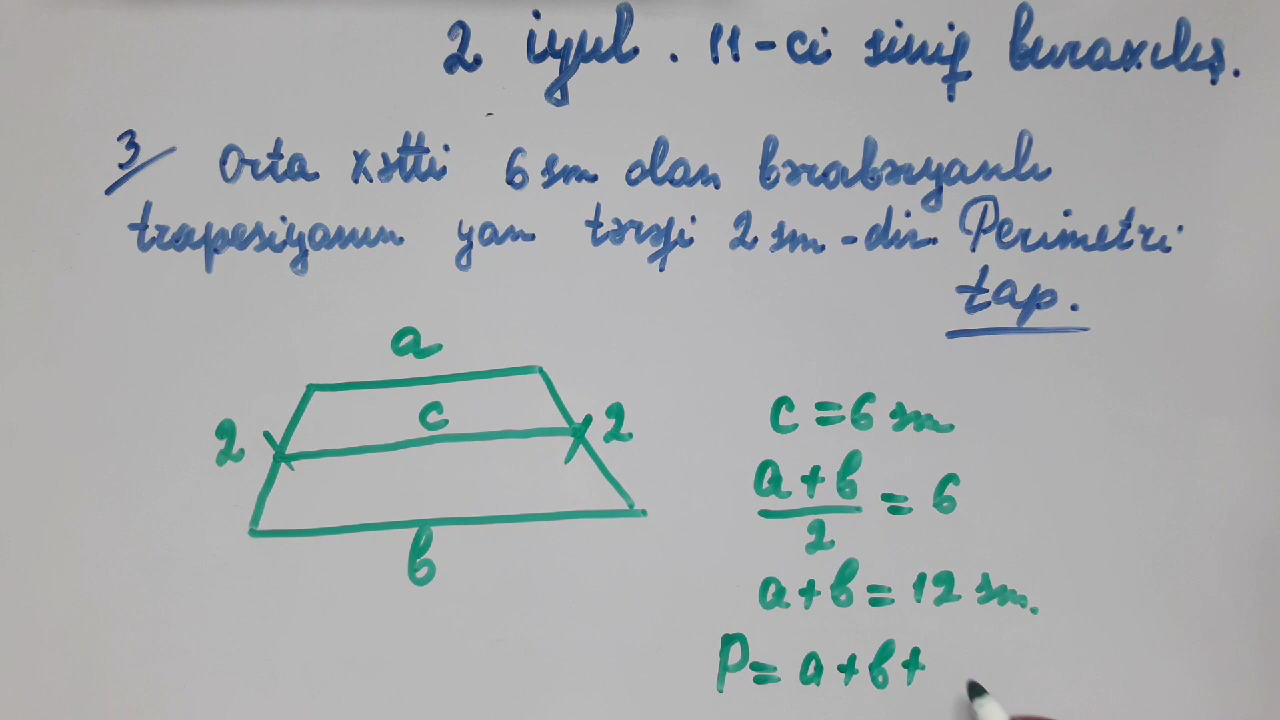 2 iyul . 11-ci sinif buraxılış.
3/ Orta xətti 6 sm olan bərabəryanlı
trapesiyanın yan tərəfi 2 sm-dir Perimetri
tap.
a
c
2
2
b
c = 6 sm
a+b/2 = 6
a+b = 12 sm.
P = a+b+